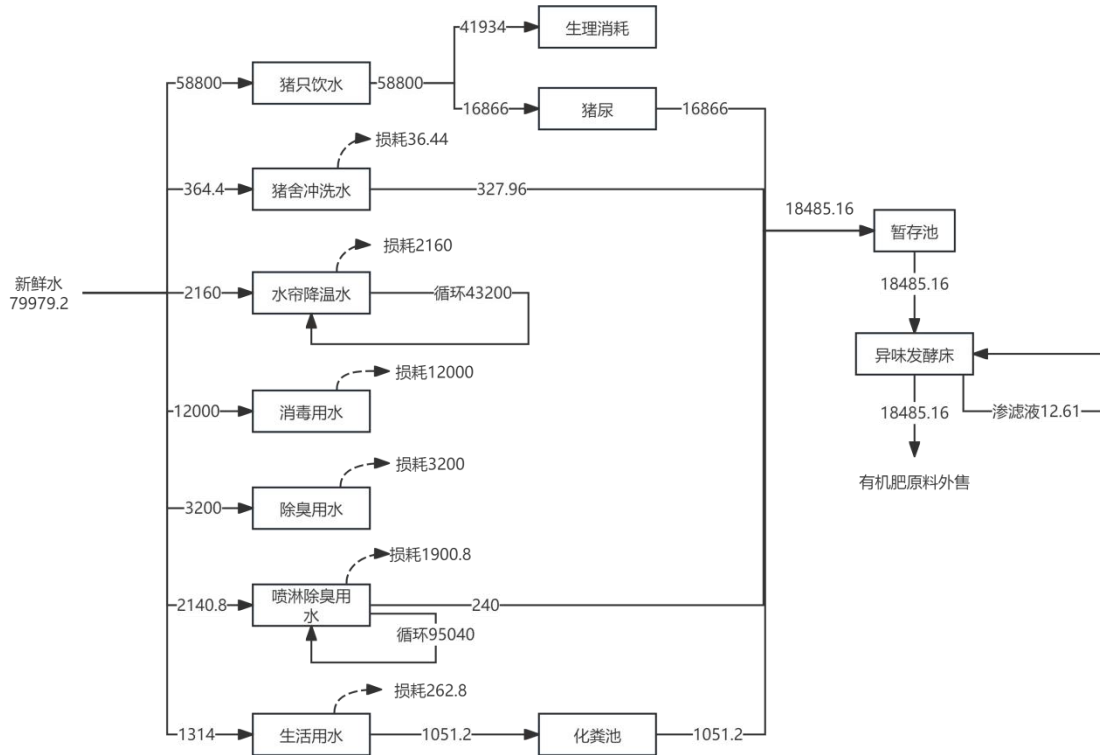 41934
生理消耗
58800
猪只饮水
58800
16866
猪尿
16866
损耗36.44
364.4
猪舍冲洗水
327.96
18485.16
暂存池
损耗2160
新鲜水
79979.2
2160
水帘降温水
循环43200
18485.16
异味发酵床
损耗12000
12000
消毒用水
18485.16
渗滤液12.61
损耗3200
有机肥原料外售
3200
除臭用水
损耗1900.8
2140.8
喷淋除臭用
水
240
循环95040
损耗262.8
1314
生活用水
1051.2
化粪池
1051.2